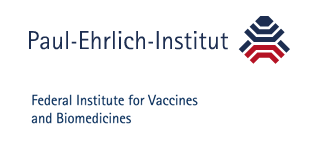 Paul-Ehrlich-Institut
Federal Institute for Vaccines
and Biomedicines